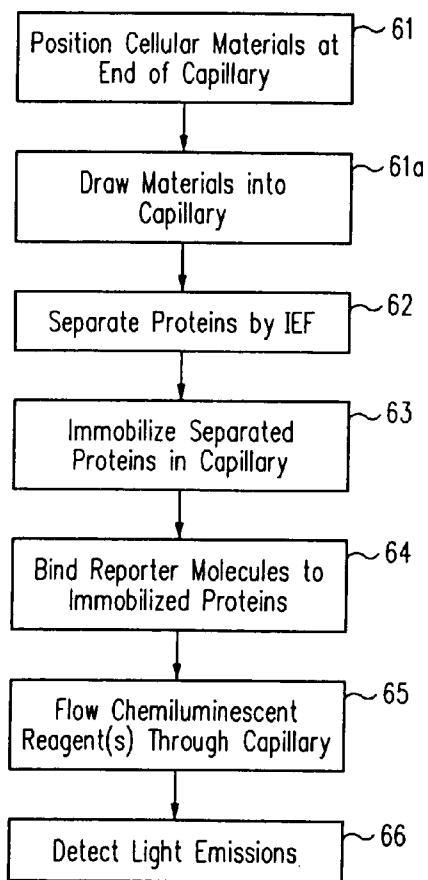 Position Cellular Materials at
End of Capillary
61
Draw Materials into
Capillary
61a
Separate Proteins by IEF
62
Immobilize Separated
Proteins in Capillary
63
Bind Reporter Molecules to
Immobilized Proteins
64
Flow Chemiluminescent
Reagent(s) Through Capillary
65
Detect Light Emissions
66